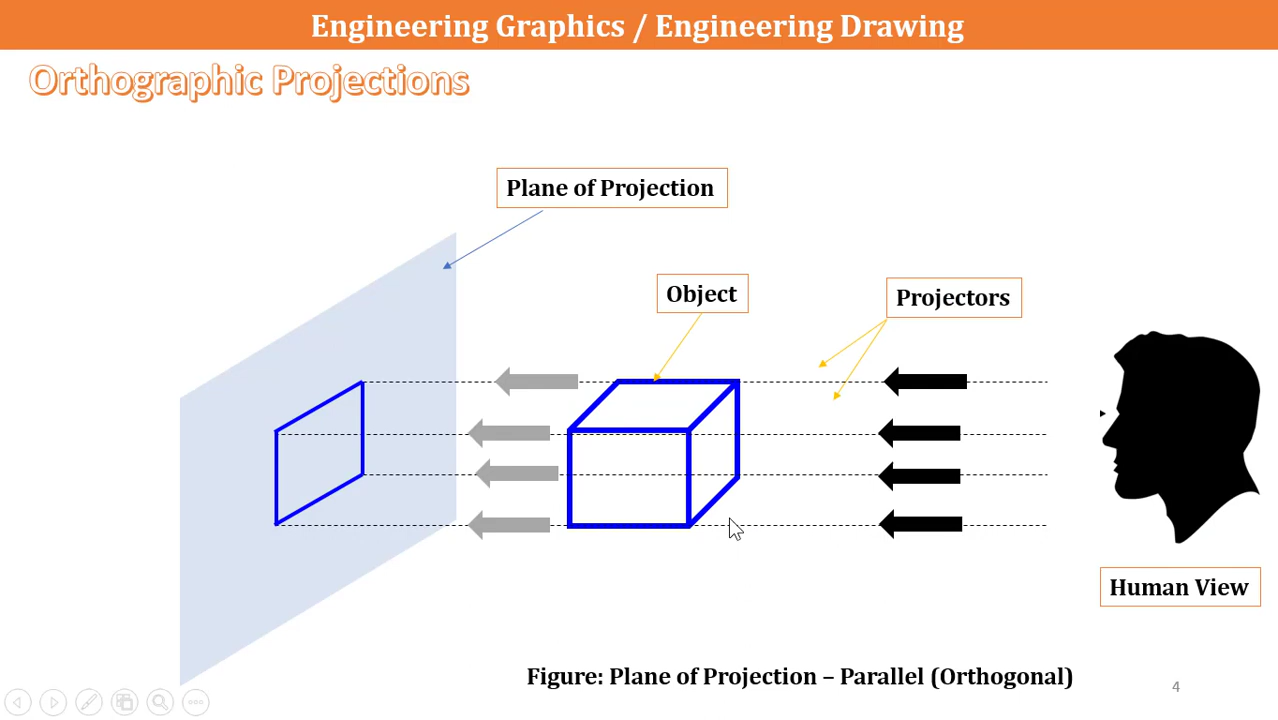 Engineering Graphics / Engineering Drawing
Orthographic Projections
Plane of Projection
Object
Projectors
Human View
Figure: Plane of Projection – Parallel (Orthogonal)
4